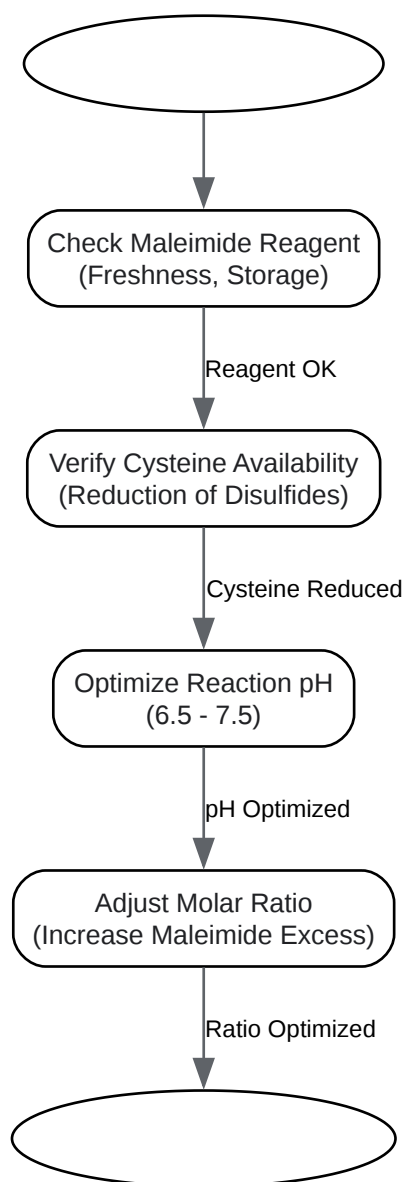 Check Maleimide Reagent
(Freshness, Storage)
Reagent OK
Verify Cysteine Availability
(Reduction of Disulfides)
Cysteine Reduced
Optimize Reaction pH
(6.5 - 7.5)
pH Optimized
Adjust Molar Ratio
(Increase Maleimide Excess)
Ratio Optimized